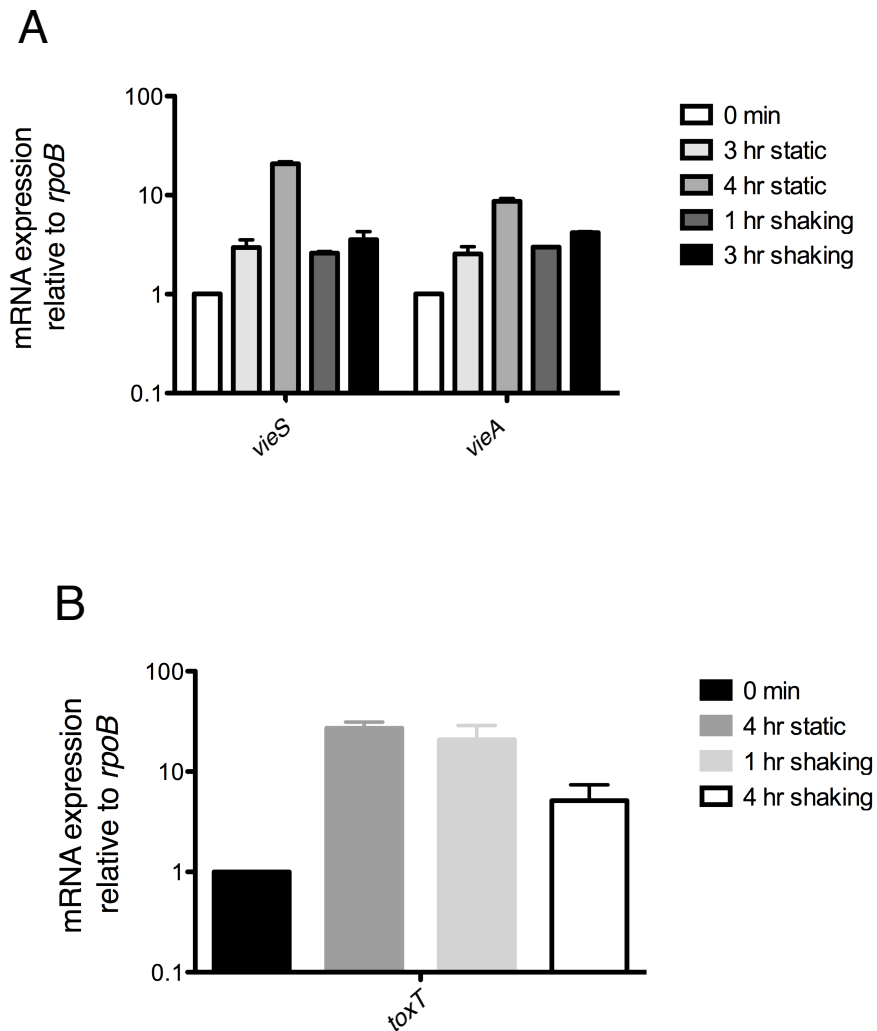 A
mRNA expression
relative to rpoB
100
10
1
0.1
vieS
vieA
0 min
3 hr static
4 hr static
1 hr shaking
3 hr shaking
B
mRNA expression
relative to rpoB
100
10
1
0.1
toxT
0 min
4 hr static
1 hr shaking
4 hr shaking